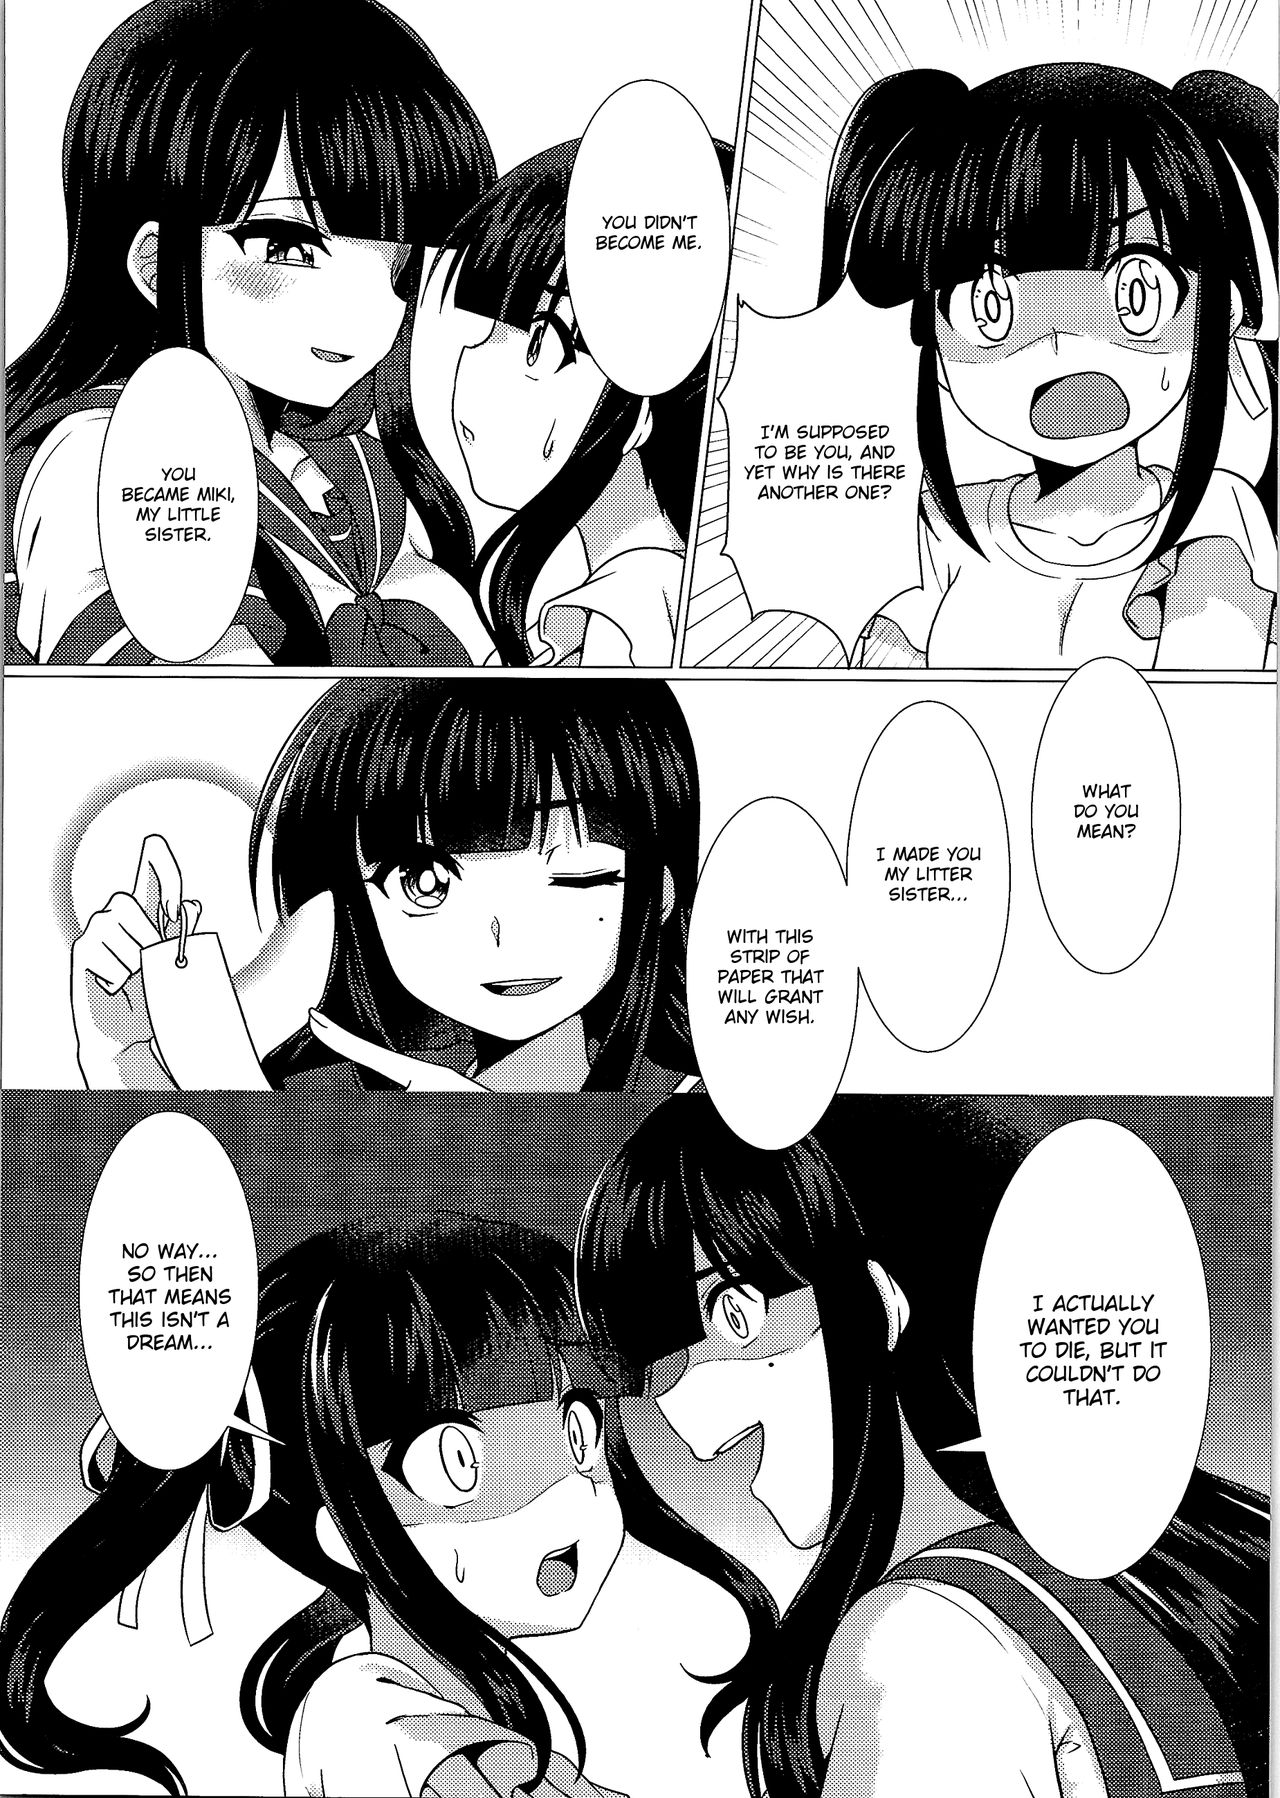 I'M SUPPOSED
TO BE YOU, AND
YET WHY IS THERE
ANOTHER ONE?
YOU DIDN'T
BECOME ME.
YOU
BECAME MIKI,
MY LITTLE
SISTER.
WHAT
DO YOU
MEAN?
I MADE YOU
MY LITTER
SISTER...
WITH THIS
STRIP OF
PAPER THAT
WILL GRANT
ANY WISH.
I ACTUALLY
WANTED YOU
TO DIE, BUT IT
COULDN'T DO
THAT.
NO WAY...
SO THEN
THAT MEANS
THIS ISN'T A
DREAM...